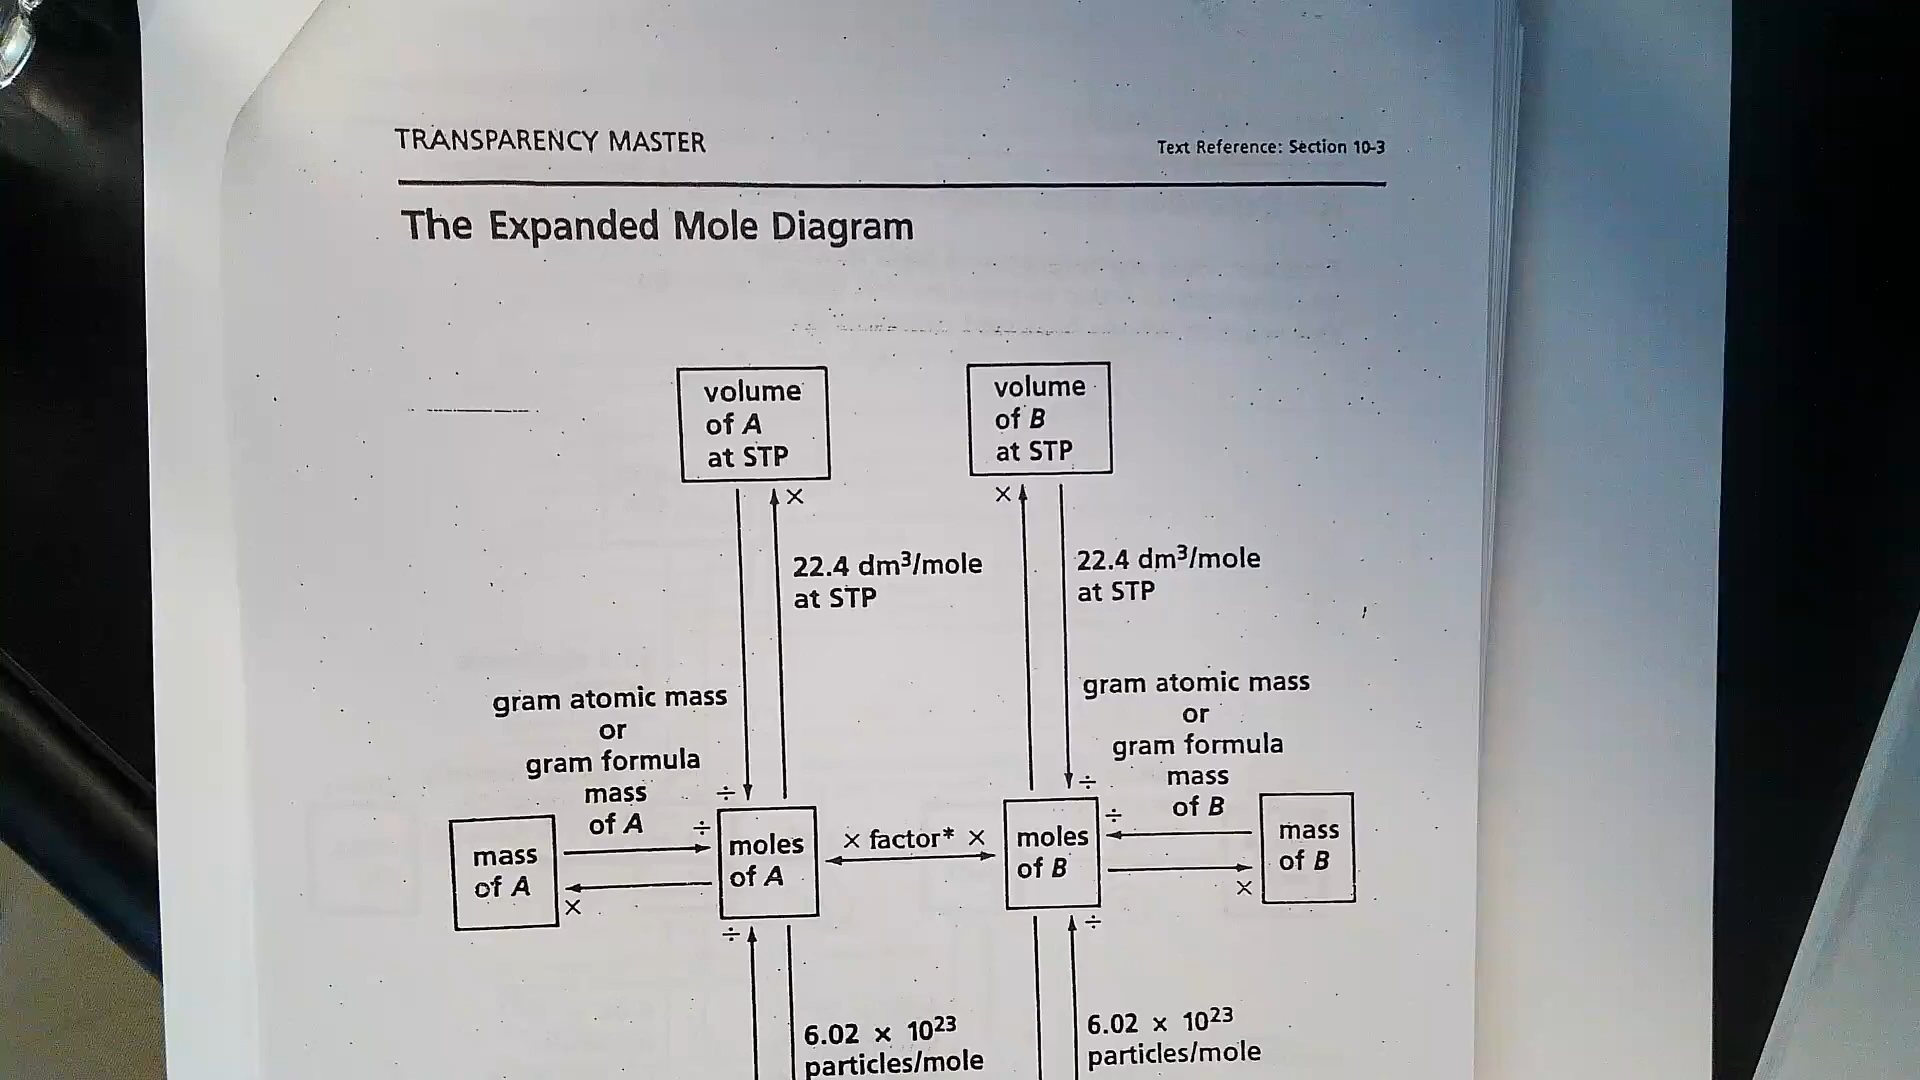 TRANSPARENCY MASTER
Text Reference: Section 10-3
The Expanded Mole Diagram
volume
of A
at STP
volume
of B
at STP
×
×
22.4 dm³/mole
at STP
22.4 dm³/mole
at STP
gram atomic mass
or
gram formula
mass
of A
gram atomic mass
or
gram formula
mass
of B
÷
÷
÷
÷
mass
of A
moles
of A
× factor* ×
moles
of B
mass
of B
×
×
÷
÷
6.02 × 10²³
particles/mole
6.02 × 10²³
particles/mole